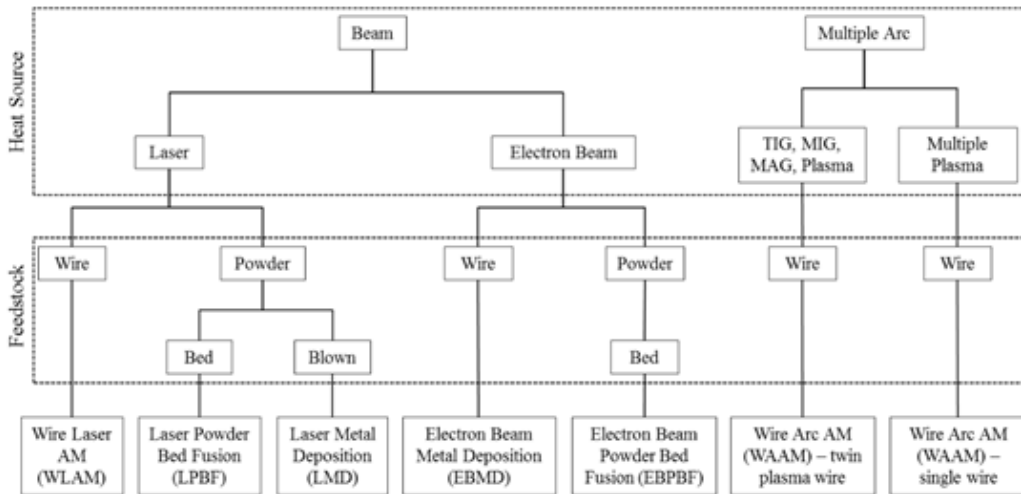 Heat Source
Beam
Multiple Arc
Laser
Electron Beam
TIG, MIG,
MAG, Plasma
Multiple
Plasma
Feedstock
Wire
Powder
Wire
Powder
Wire
Wire
Bed
Blown
Bed
Wire Laser
AM
(WLAM)
Laser Powder
Bed Fusion
(LPBF)
Laser Metal
Deposition
(LMD)
Electron Beam
Metal Deposition
(EBMD)
Electron Beam
Powder Bed
Fusion (EBPBF)
Wire Arc AM
(WAAM) – twin
plasma wire
Wire Arc AM
(WAAM) –
single wire